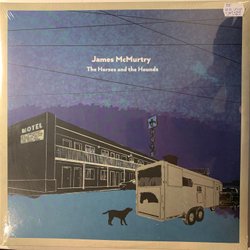 James McMurtry
The Horses and the Hounds
MOTEL